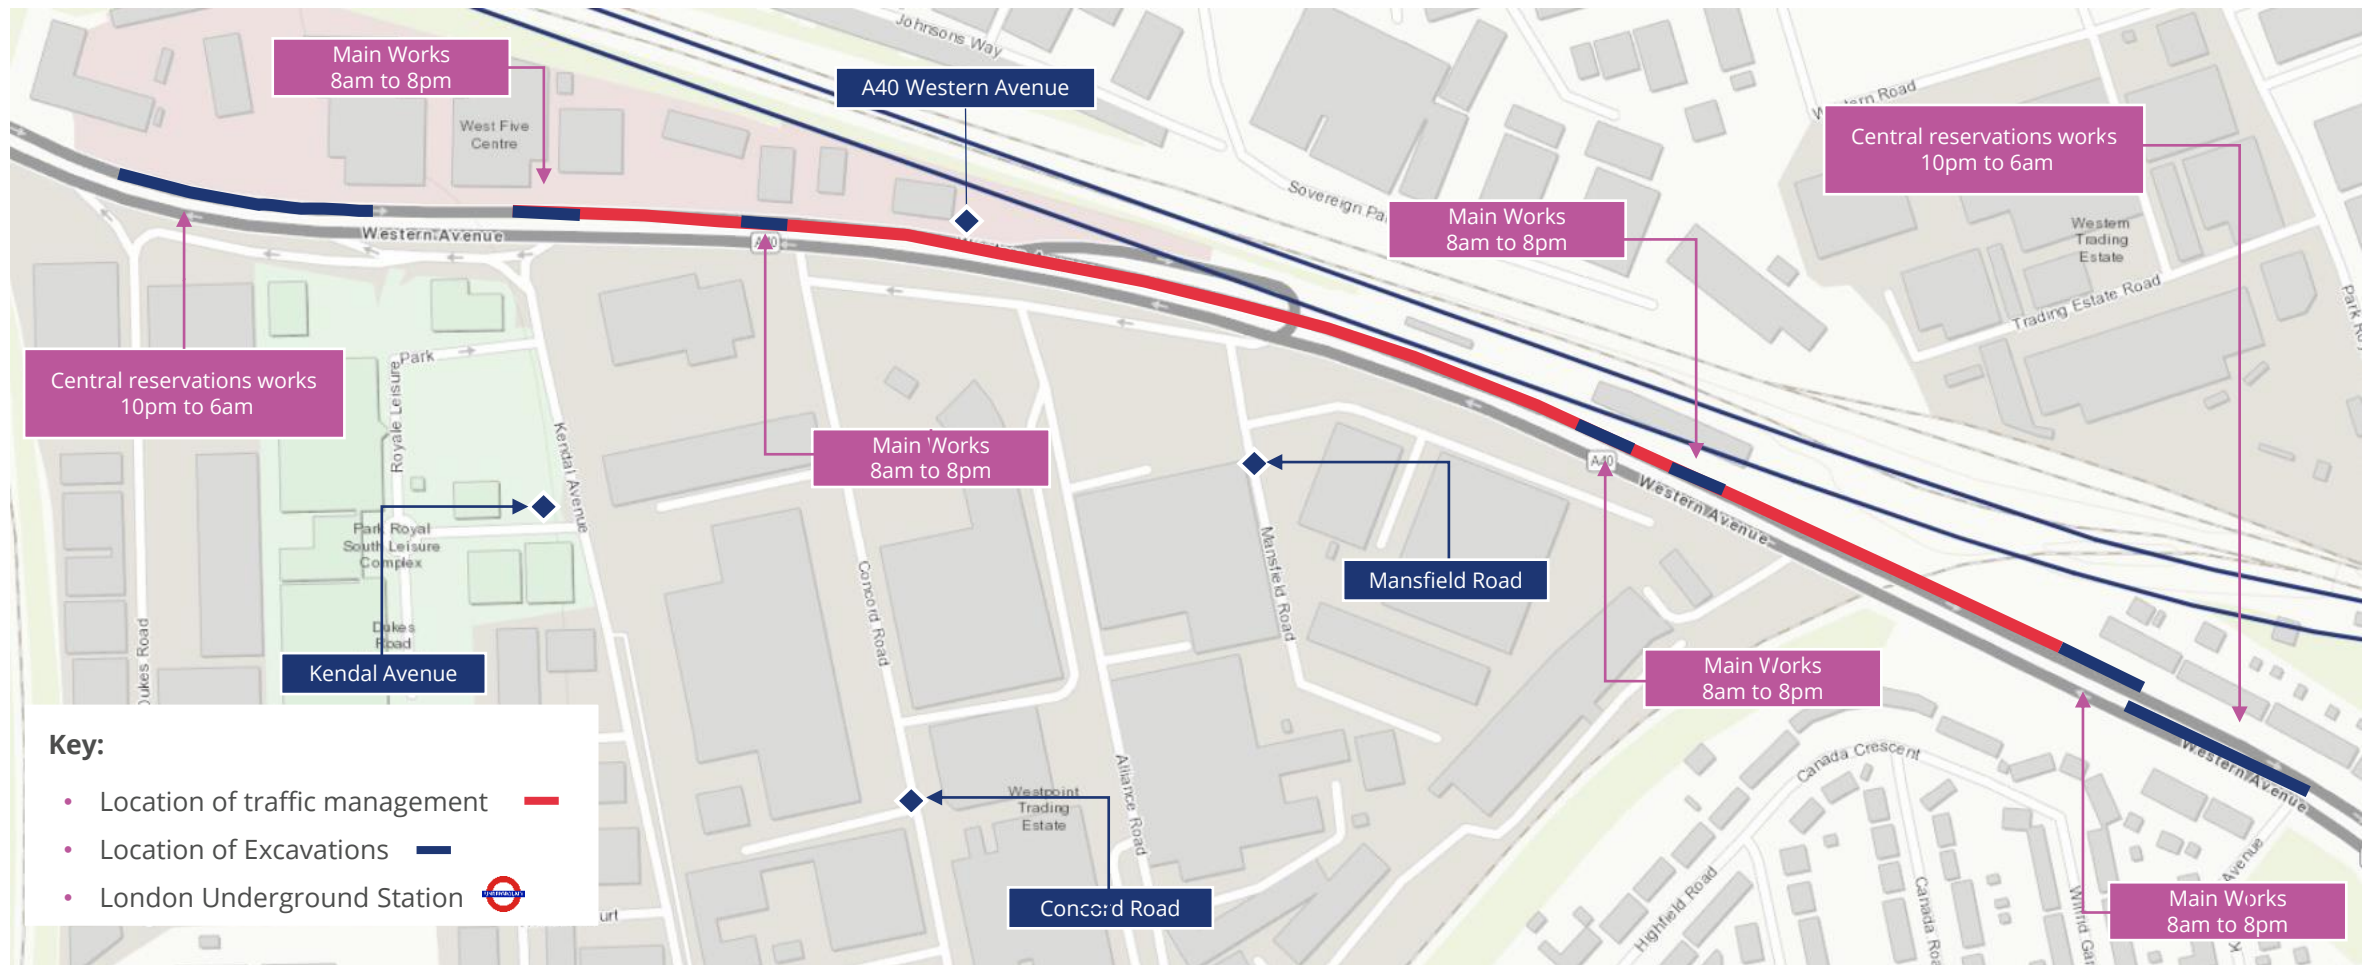 Johnsons Way
Main Works
8am to 8pm
A40 Western Avenue
Central reservations works
10pm to 6am
West Five
Centre
Sovereign
Main Works
8am to 8pm
Western
Trading
Estate
Western Avenue
Trading Estate Road
Central reservations works
10pm to 6am
Park
Royale Leisure
Kendal Avenue
Main Works
8am to 8pm
A40
Western Avenue
Park Royal
South Leisure
Complex
Mansfield Road
Mansfield Road
Concord Road
Dukes
Road
Dukes Road
Kendal Avenue
Main Works
8am to 8pm
Key:
• Location of traffic management
• Location of Excavations
• London Underground Station
UNDERGROUND
Westpoint
Trading
Estate
Alliance Road
Concord Road
Canada Crescent
Western Avenue
Highfield Road
Avenue
Main Works
8am to 8pm